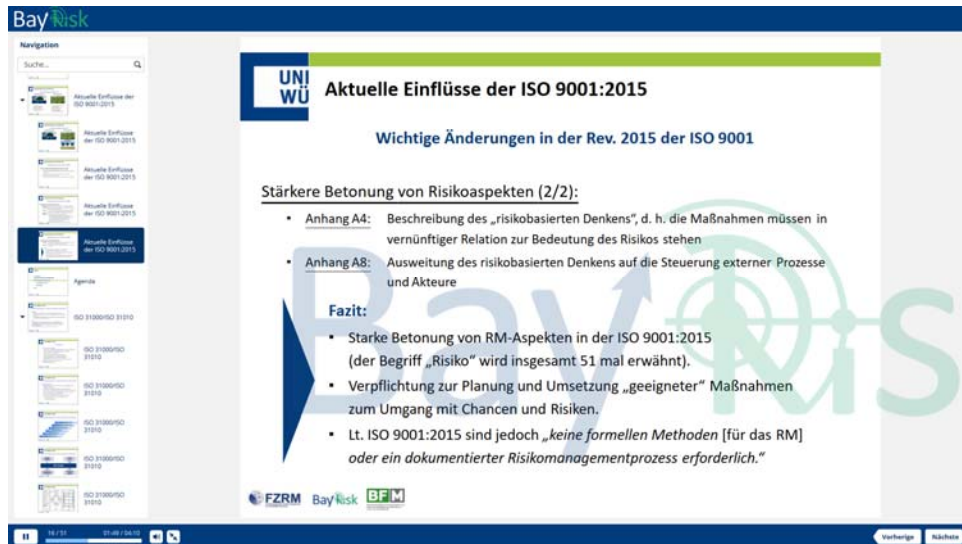 BayRisk
Navigation
Suche...
Aktuelle Einflüsse der
ISO 9001:2015
Aktuelle Einflüsse
der ISO 9001:2015
Aktuelle Einflüsse
der ISO 9001:2015
Aktuelle Einflüsse
der ISO 9001:2015
Aktuelle Einflüsse
der ISO 9001:2015
Agenda
ISO 31000/ISO 31010
ISO 31000/ISO
31010
ISO 31000/ISO
31010
ISO 31000/ISO
31010
ISO 31000/ISO
31010
ISO 31000/ISO
31010
UNI
WÜ
Aktuelle Einflüsse der ISO 9001:2015
Wichtige Änderungen in der Rev. 2015 der ISO 9001
Stärkere Betonung von Risikoaspekten (2/2):
▪ Anhang A4: Beschreibung des „risikobasierten Denkens“, d. h. die Maßnahmen müssen in
vernünftiger Relation zur Bedeutung des Risikos stehen
▪ Anhang A8: Ausweitung des risikobasierten Denkens auf die Steuerung externer Prozesse
und Akteure
Fazit:
▪ Starke Betonung von RM-Aspekten in der ISO 9001:2015
(der Begriff „Risiko“ wird insgesamt 51 mal erwähnt).
▪ Verpflichtung zur Planung und Umsetzung „geeigneter“ Maßnahmen
zum Umgang mit Chancen und Risiken.
▪ Lt. ISO 9001:2015 sind jedoch „keine formellen Methoden [für das RM]
oder ein dokumentierter Risikomanagementprozess erforderlich.“
BayRis
FZRM BayRisk BFM
Vorherige Nächste